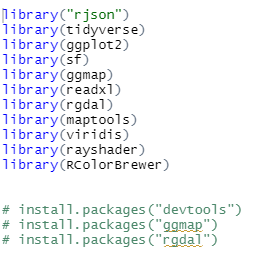 library("rjson")
library(tidyverse)
library(ggplot2)
library(sf)
library(ggmap)
library(readxl)
library(rgdal)
library(maptools)
library(viridis)
library(rayshader)
library(RColorBrewer)
# install.packages("devtools")
# install.packages("ggmap")
# install.packages("rgdal")